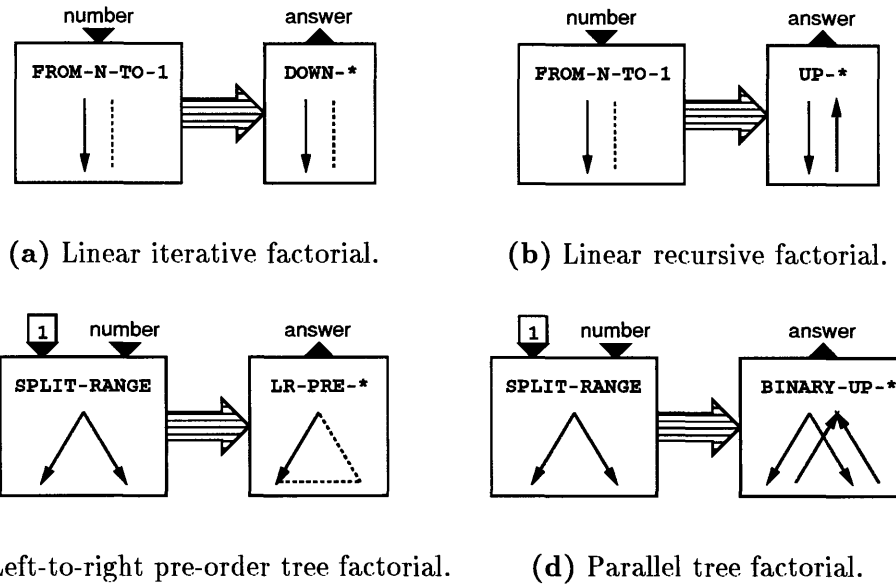 number answer number answer
FROM-N-TO-1 DOWN-* FROM-N-TO-1 UP-*
(a) Linear iterative factorial. (b) Linear recursive factorial.
1 number answer 1 number answer
SPLIT-RANGE LR-PRE-* SPLIT-RANGE BINARY-UP-*
Left-to-right pre-order tree factorial. (d) Parallel tree factorial.